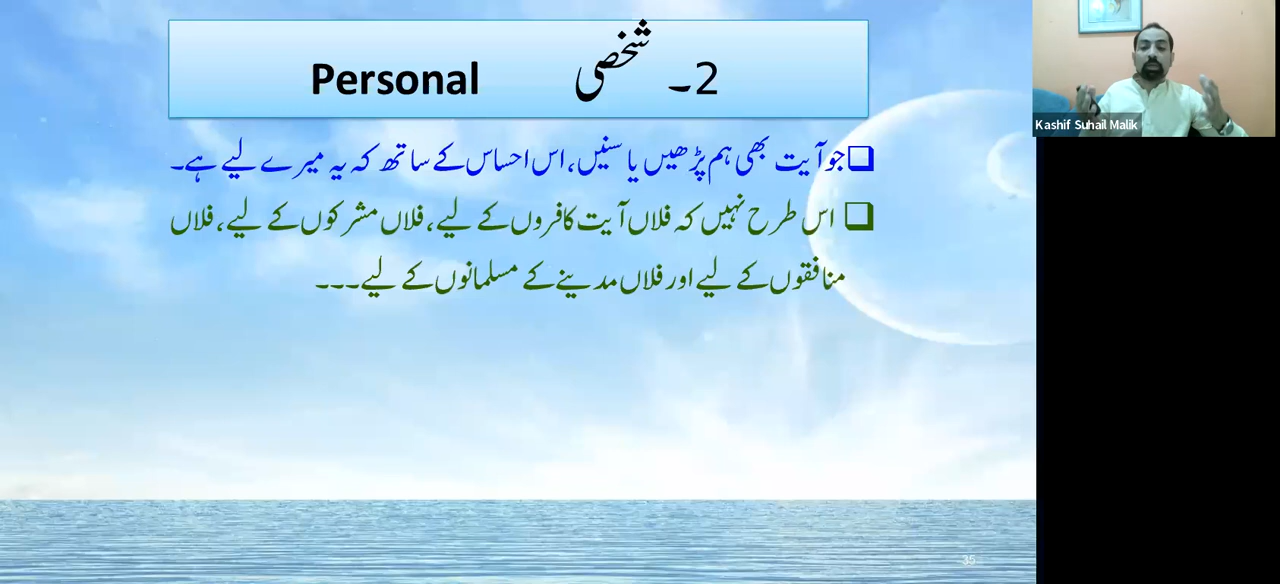 2۔ شخصی Personal
جو آیت بھی ہم پڑھیں یا سنیں، اس احساس کے ساتھ کہ یہ میرے لیے ہے۔
اس طرح نہیں کہ فلاں آیت کافروں کے لیے، فلاں مشرکوں کے لیے، فلاں
منافقوں کے لیے اور فلاں مدینے کے مسلمانوں کے لیے۔۔۔
Kashif Suhail Malik
35